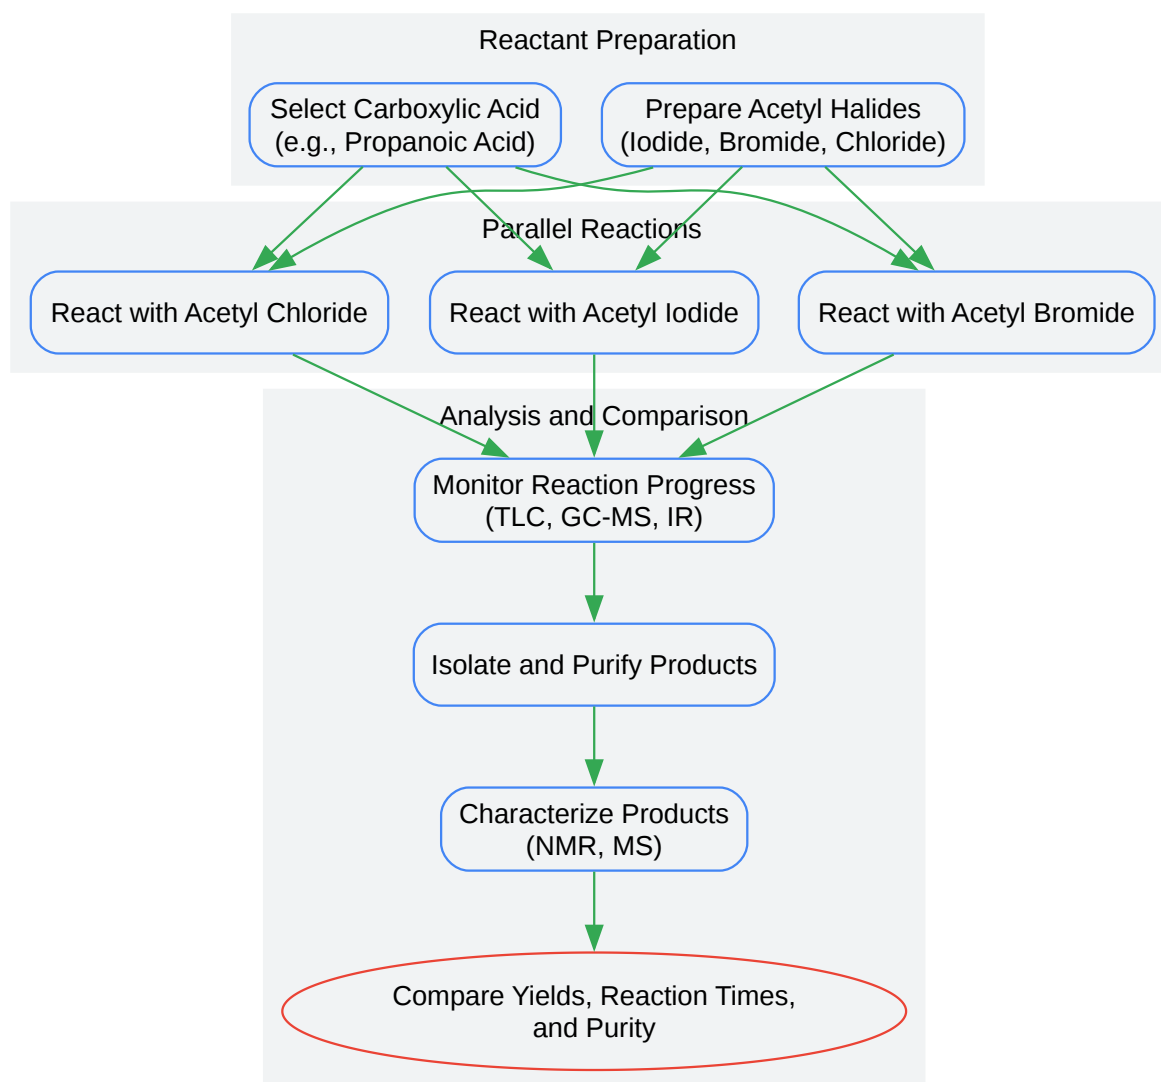 Reactant Preparation
Select Carboxylic Acid
(e.g., Propanoic Acid)
Prepare Acetyl Halides
(Iodide, Bromide, Chloride)
Parallel Reactions
React with Acetyl Chloride
React with Acetyl Iodide
React with Acetyl Bromide
Analysis and Comparison
Monitor Reaction Progress
(TLC, GC-MS, IR)
Isolate and Purify Products
Characterize Products
(NMR, MS)
Compare Yields, Reaction Times,
and Purity